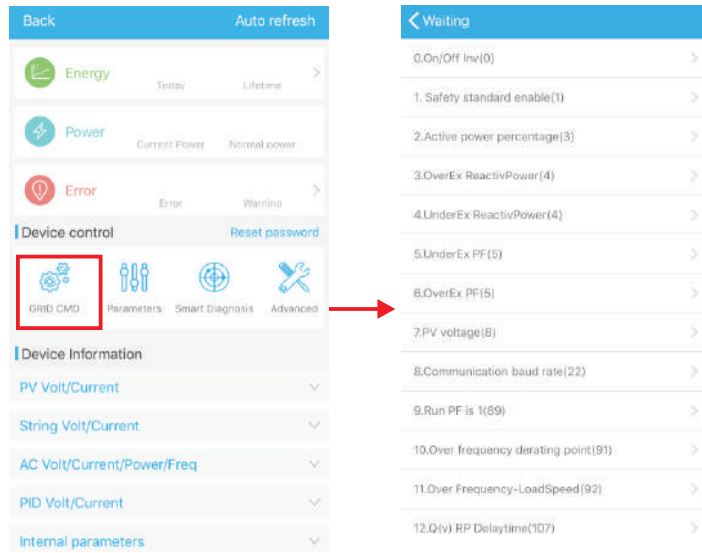 Back Auto refresh
Energy
Today Lifetime
Power
Current Power Normal power
Error
Error Warning
Device control Reset password
GRID CMD Parameters Smart Diagnosis Advanced
Device Information
PV Volt/Current
String Volt/Current
AC Volt/Current/Power/Freq
PID Volt/Current
Internal parameters
Waiting
0.On/Off Inv(0)
1. Safety standard enable(1)
2.Active power percentage(3)
3.OverEx ReactivPower(4)
4.UnderEx ReactivPower(4)
5.UnderEx PF(5)
6.OverEx PF(5)
7.PV voltage(8)
8.Communication baud rate(22)
9.Run PF is 1(89)
10.Over frequency derating point(91)
11.Over Frequency-LoadSpeed(92)
12.Q(v) RP Delaytime(107)